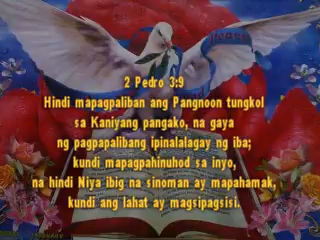 2 Pedro 3:9
Hindi mapagpaliban ang Pangnoon tungkol
sa Kaniyang pangako, na gaya
ng pagpapalibang ipinalalagay ng iba;
kundi mapagpahinuhod sa inyo,
na hindi Niya ibig na sinoman ay mapahamak,
kundi ang lahat ay magsipagsisi.